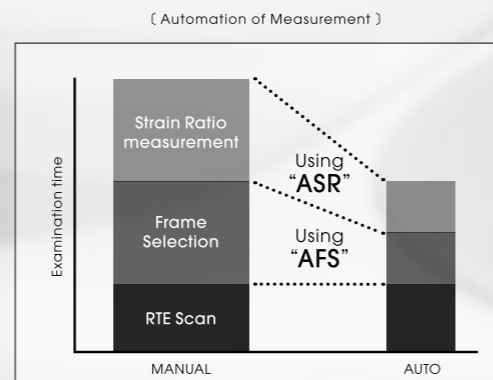 ( Automation of Measurement )
Examination time
Strain Ratio
measurement
Frame
Selection
RTE Scan
Using
“ASR”
Using
“AFS”
MANUAL
AUTO